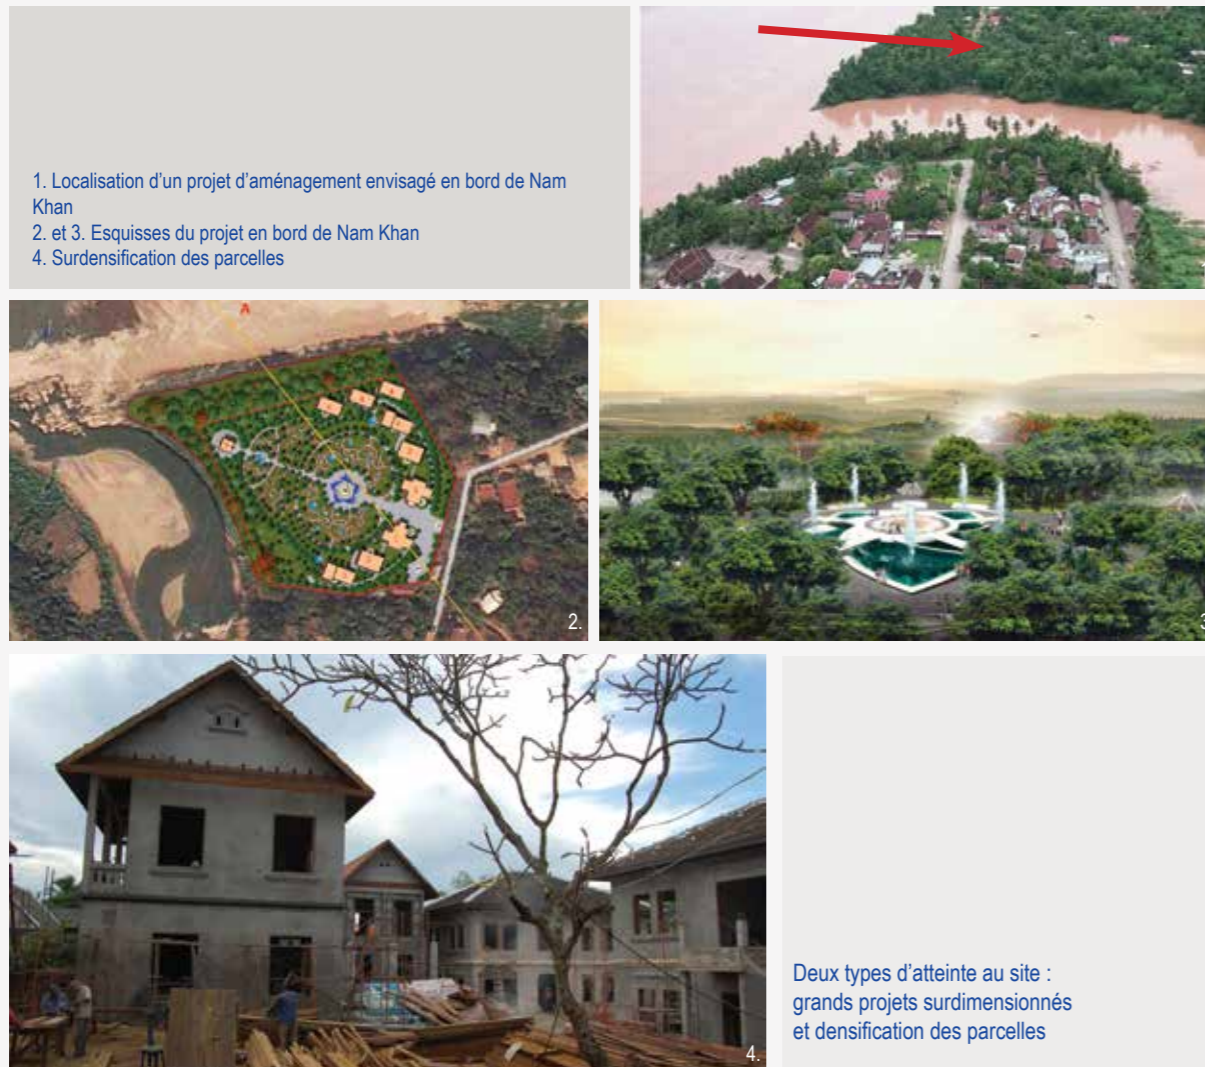 1. Localisation d'un projet d'aménagement envisagé en bord de Nam
Khan
2. et 3. Esquisses du projet en bord de Nam Khan
4. Surdensification des parcelles
A
2.
3
4.
Deux types d'atteinte au site :
grands projets surdimensionnés
et densification des parcelles